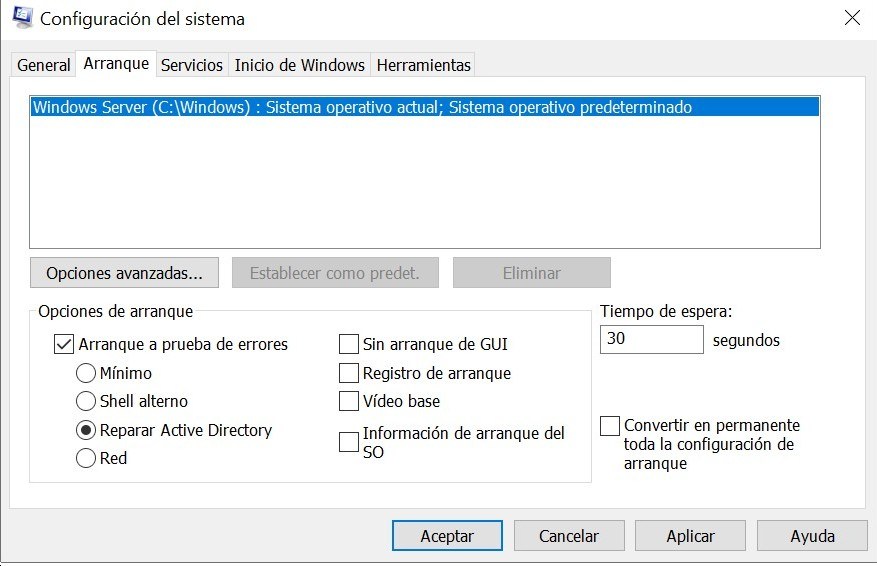 Configuración del sistema
General Arranque Servicios Inicio de Windows Herramientas
Windows Server (C:\Windows) : Sistema operativo actual; Sistema operativo predeterminado
Opciones avanzadas... Establecer como predet. Eliminar
Opciones de arranque
Arranque a prueba de errores
Mínimo
Shell alterno
Reparar Active Directory
Red
Sin arranque de GUI
Registro de arranque
Vídeo base
Información de arranque del
SO
Tiempo de espera:
30 segundos
Convertir en permanente
toda la configuración de
arranque
Aceptar Cancelar Aplicar Ayuda